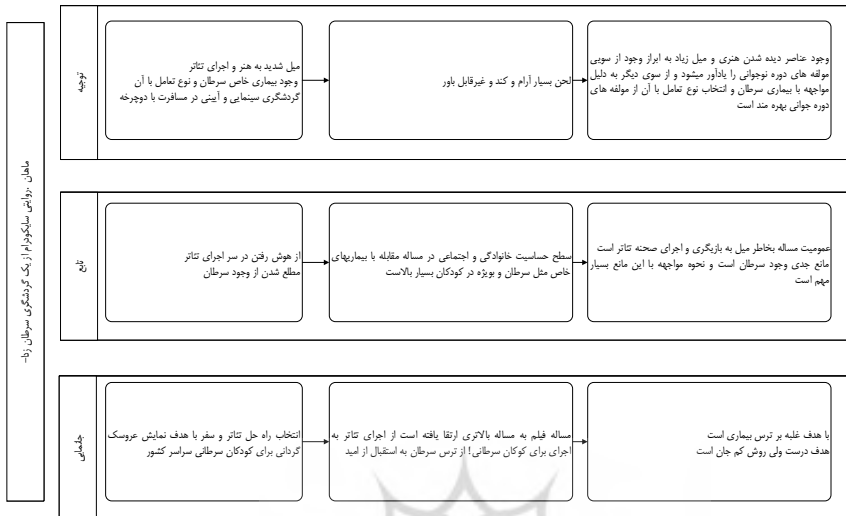 ماهان ،روایتی سایکودرام از یک گردشگری سرطان زدا-
توجیه
میل شدید به هنر و اجرای تئاتر
وجود بیماری خاص سرطان و نوع تعامل با آن
گردشگری سینمایی و آیینی در مسافرت با دوچرخه
لحن بسیار آرام و کند و غیرقابل باور
وجود عناصر دیده شدن هنری و میل زیاد به ابراز وجود از سویی
مولفه های دوره نوجوانی را یادآور میشود و از سوی دیگر به دلیل
مواجهه با بیماری سرطان و انتخاب نوع تعامل با آن از مولفه های
دوره جوانی بهره مند است
تابع
از هوش رفتن در سر اجرای تئاتر
مطلع شدن از وجود سرطان
سطح حساسیت خانوادگی و اجتماعی در مساله مقابله با بیماریهای
خاص مثل سرطان و بویژه در کودکان بسیار بالاست
عمومیت مساله بخاطر میل به بازیگری و اجرای صحنه تئاتر است
مانع جدی وجود سرطان است و نحوه مواجهه با این مانع بسیار
مهم است
جانمایی
انتخاب راه حل تئاتر و سفر با هدف نمایش عروسک
گردانی برای کودکان سرطانی سراسر کشور
مساله فیلم به مساله بالاتری ارتقا یافته است از اجرای تئاتر به
اجرای برای کوکان سرطانی! از ترس سرطان به استقبال از امید
با هدف غلبه بر ترس بیماری است
هدف درست ولی روش کم جان است